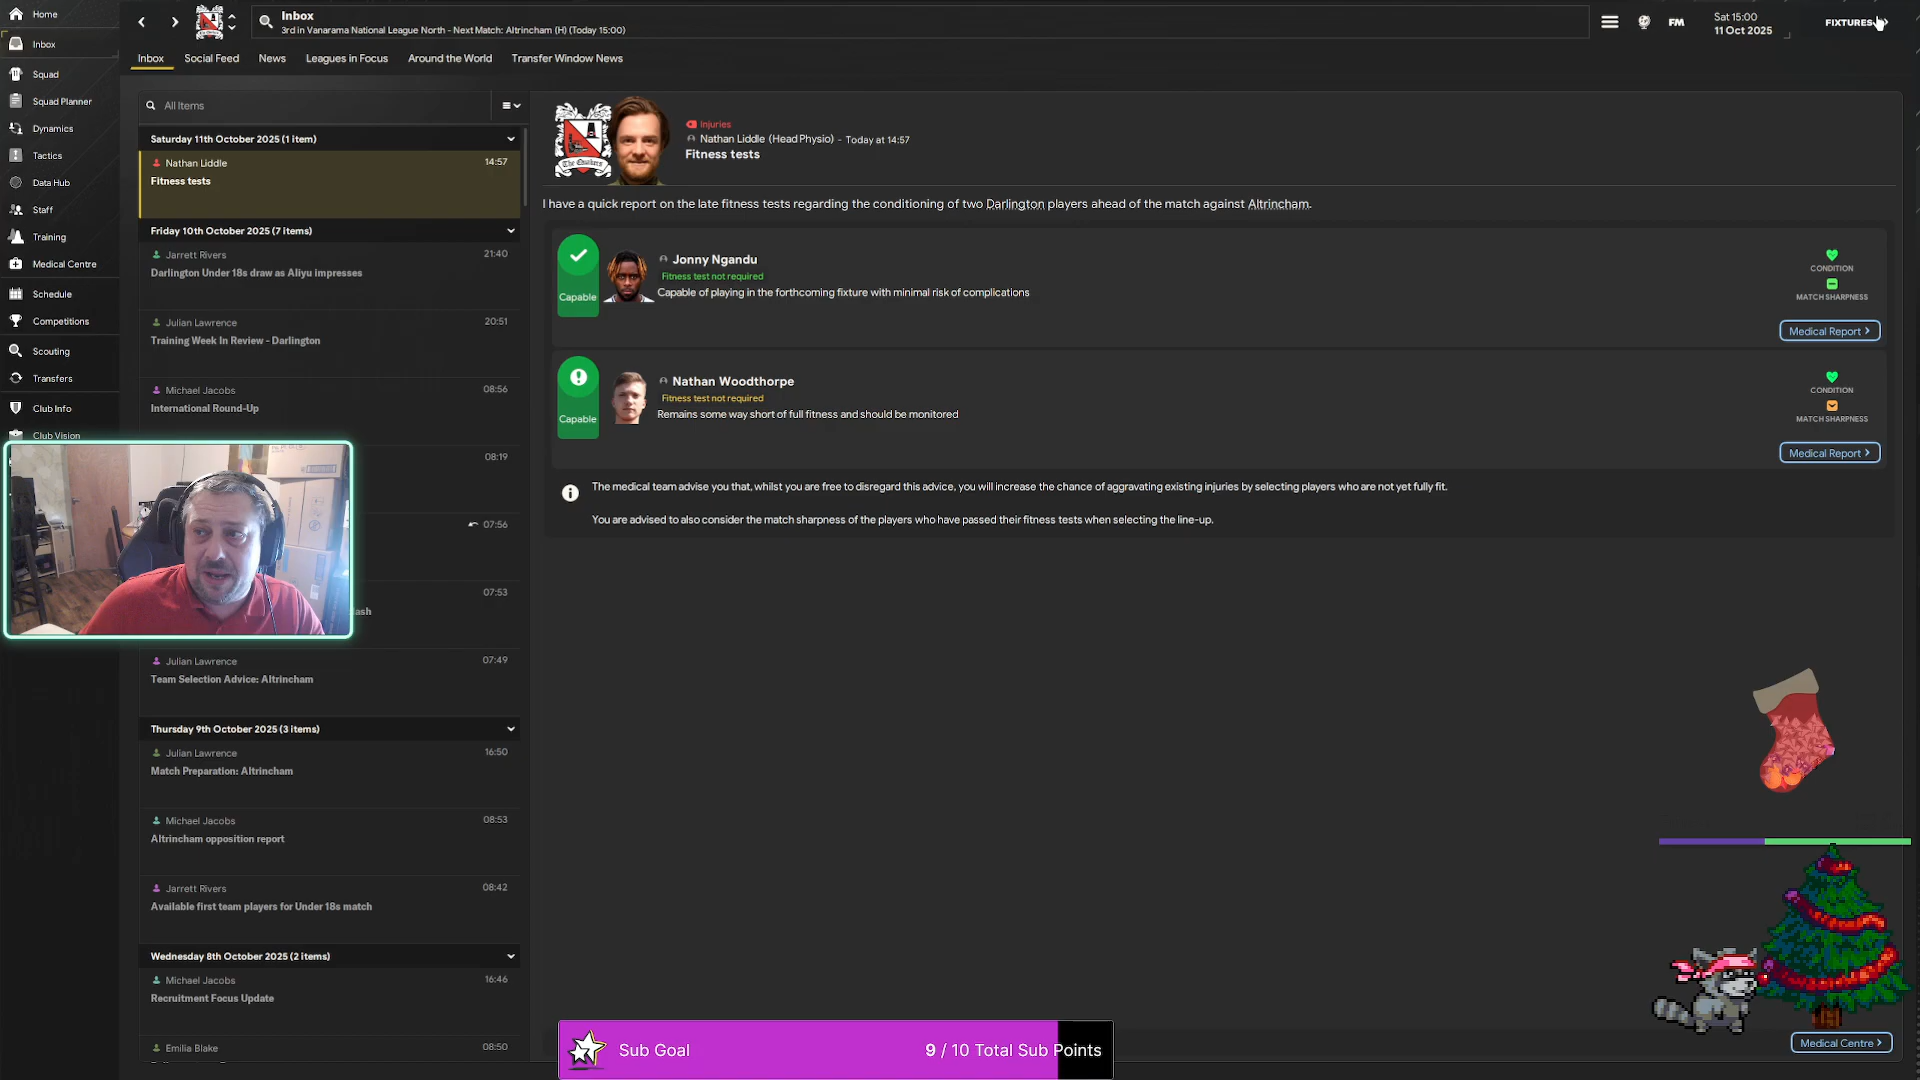 Home
Inbox
Squad
Squad Planner
Dynamics
Tactics
Data Hub
Staff
Training
Medical Centre
Schedule
Competitions
Scouting
Transfers
Club Info
Club Vision
Inbox
3rd in Vanarama National League North - Next Match: Altrincham (H) (Today 15:00)
FM
Sat 15:00
11 Oct 2025
FIXTURES
Inbox
Social Feed
News
Leagues in Focus
Around the World
Transfer Window News
All Items
Saturday 11th October 2025 (1 item)
Nathan Liddle 14:57
Fitness tests
Friday 10th October 2025 (7 items)
Jarrett Rivers 21:40
Darlington Under 18s draw as Aliyu impresses
Julian Lawrence 20:51
Training Week In Review - Darlington
Michael Jacobs 08:56
International Round-Up
08:19
07:56
07:53
lash
Julian Lawrence 07:49
Team Selection Advice: Altrincham
Thursday 9th October 2025 (3 items)
Julian Lawrence 16:50
Match Preparation: Altrincham
Michael Jacobs 08:53
Altrincham opposition report
Jarrett Rivers 08:42
Available first team players for Under 18s match
Wednesday 8th October 2025 (2 items)
Michael Jacobs 16:46
Recruitment Focus Update
Emilia Blake 08:50
The Quakers
Injuries
Nathan Liddle (Head Physio) - Today at 14:57
Fitness tests
I have a quick report on the late fitness tests regarding the conditioning of two Darlington players ahead of the match against Altrincham.
Capable
Jonny Ngandu
Fitness test not required
Capable of playing in the forthcoming fixture with minimal risk of complications
CONDITION
MATCH SHARPNESS
Medical Report
Capable
Nathan Woodthorpe
Fitness test not required
Remains some way short of full fitness and should be monitored
CONDITION
MATCH SHARPNESS
Medical Report
The medical team advise you that, whilst you are free to disregard this advice, you will increase the chance of aggravating existing injuries by selecting players who are not yet fully fit.
You are advised to also consider the match sharpness of the players who have passed their fitness tests when selecting the line-up.
Sub Goal
9 / 10 Total Sub Points
Medical Centre